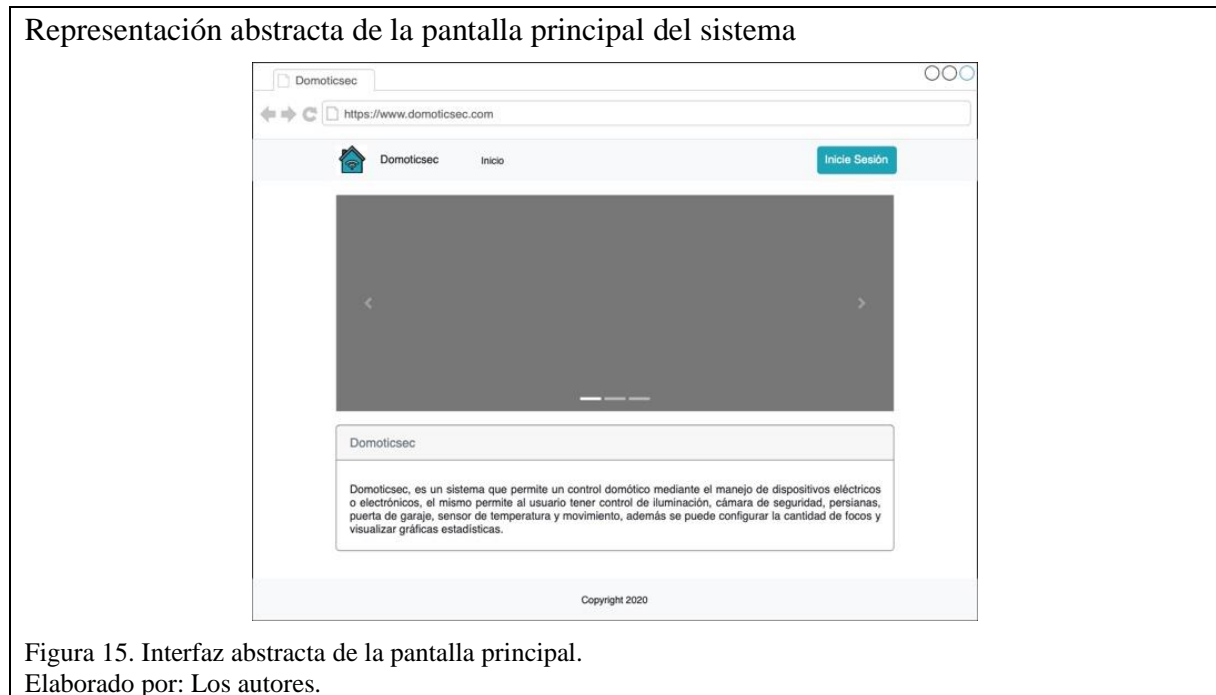 Representación abstracta de la pantalla principal del sistema
Domoticsec
https://www.domoticsec.com
Domoticsec Inicio Inicie Sesión
Domoticsec
Domoticsec, es un sistema que permite un control domótico mediante el manejo de dispositivos eléctricos
o electrónicos, el mismo permite al usuario tener control de iluminación, cámara de seguridad, persianas,
puerta de garaje, sensor de temperatura y movimiento, además se puede configurar la cantidad de focos y
visualizar gráficas estadísticas.
Copyright 2020
Figura 15. Interfaz abstracta de la pantalla principal.
Elaborado por: Los autores.